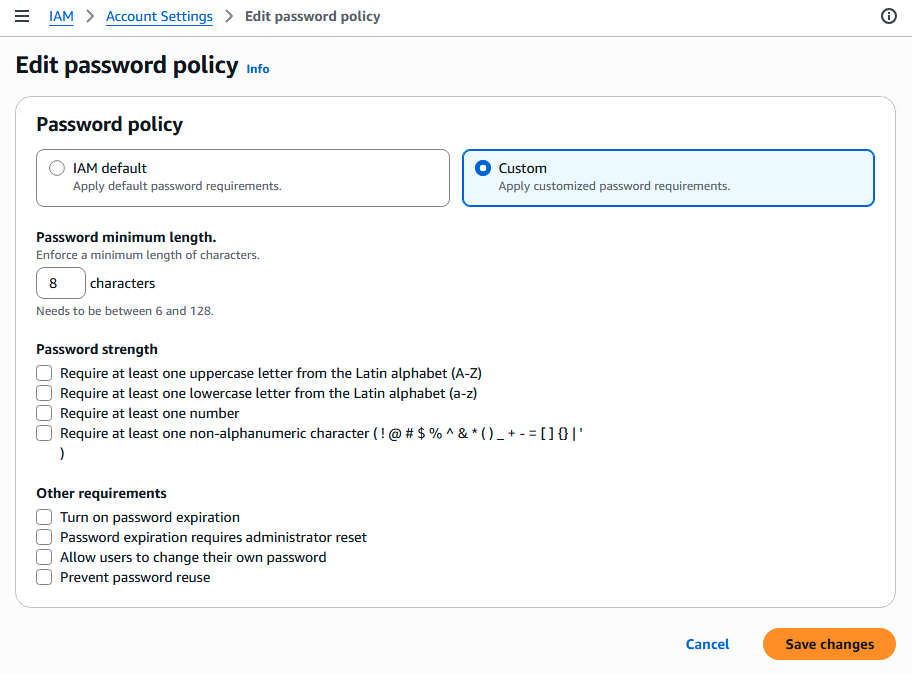 IAM > Account Settings > Edit password policy
Edit password policy Info
Password policy
IAM default
Apply default password requirements.
Custom
Apply customized password requirements.
Password minimum length.
Enforce a minimum length of characters.
8 characters
Needs to be between 6 and 128.
Password strength
Require at least one uppercase letter from the Latin alphabet (A-Z)
Require at least one lowercase letter from the Latin alphabet (a-z)
Require at least one number
Require at least one non-alphanumeric character ( ! @ # $ % ^ & * ( ) _ + - = [ ] {} | '
)
Other requirements
Turn on password expiration
Password expiration requires administrator reset
Allow users to change their own password
Prevent password reuse
Cancel Save changes